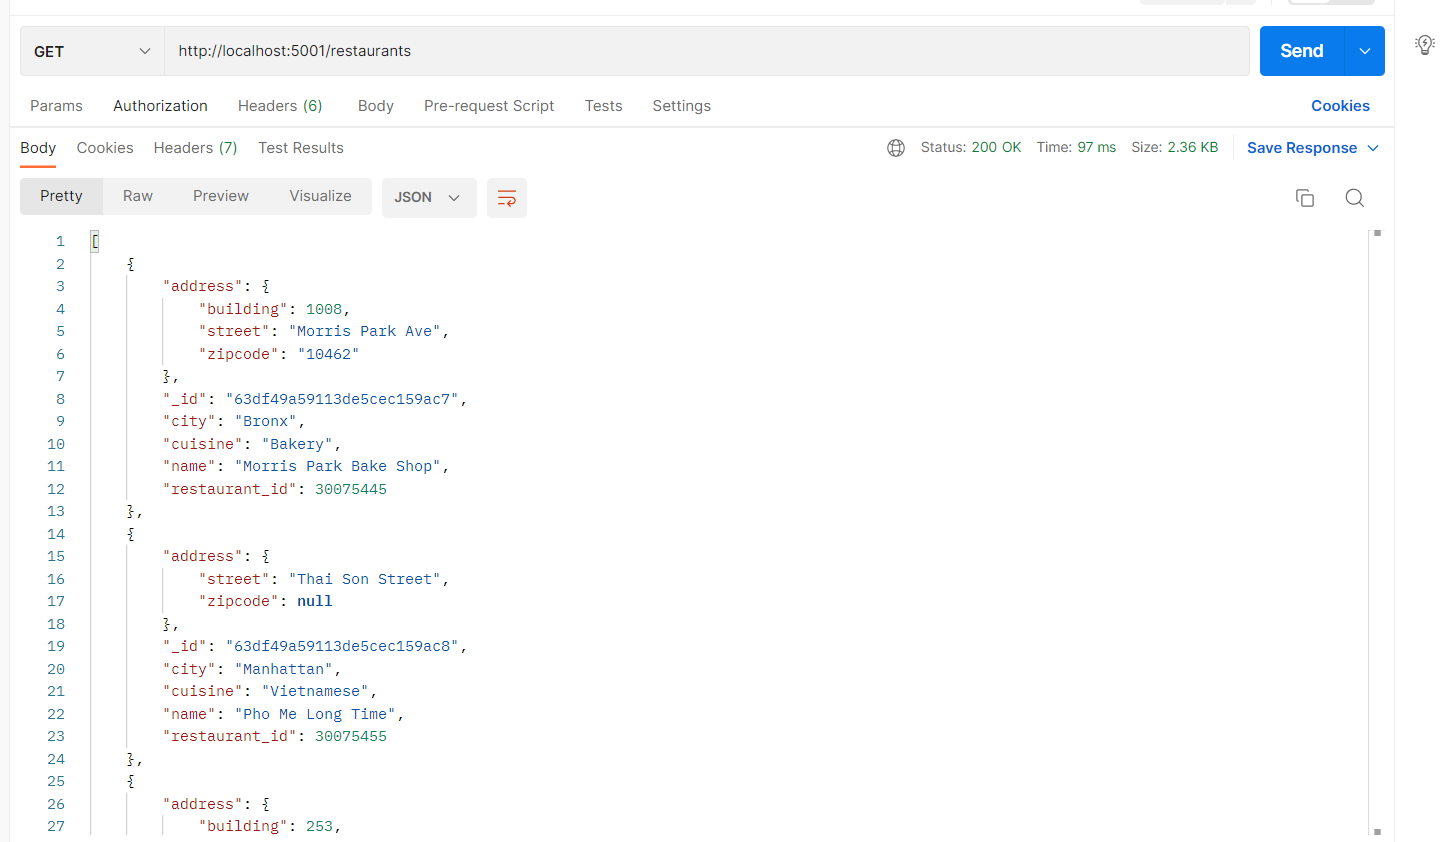 GET http://localhost:5001/restaurants Send
Params Authorization Headers (6) Body Pre-request Script Tests Settings Cookies
Body Cookies Headers (7) Test Results Status: 200 OK Time: 97 ms Size: 2.36 KB Save Response
Pretty Raw Preview Visualize JSON
1 [
2 {
3 "address": {
4 "building": 1008,
5 "street": "Morris Park Ave",
6 "zipcode": "10462"
7 },
8 "_id": "63df49a59113de5cec159ac7",
9 "city": "Bronx",
10 "cuisine": "Bakery",
11 "name": "Morris Park Bake Shop",
12 "restaurant_id": 30075445
13 },
14 {
15 "address": {
16 "street": "Thai Son Street",
17 "zipcode": null
18 },
19 "_id": "63df49a59113de5cec159ac8",
20 "city": "Manhattan",
21 "cuisine": "Vietnamese",
22 "name": "Pho Me Long Time",
23 "restaurant_id": 30075455
24 },
25 {
26 "address": {
27 "building": 253,